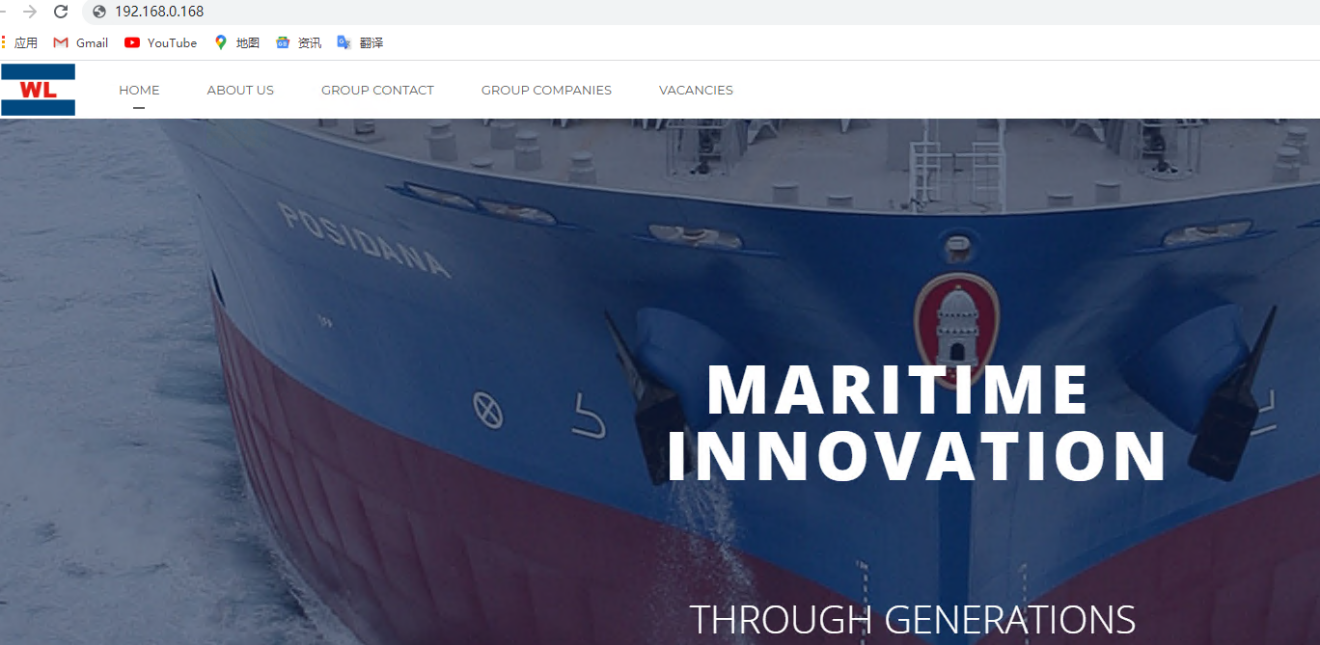 192.168.0.168
应用 Gmail YouTube 地图 资讯 翻译
WL HOME ABOUT US GROUP CONTACT GROUP COMPANIES VACANCIES
POSIDANA
MARITIME
INNOVATION
THROUGH GENERATIONS